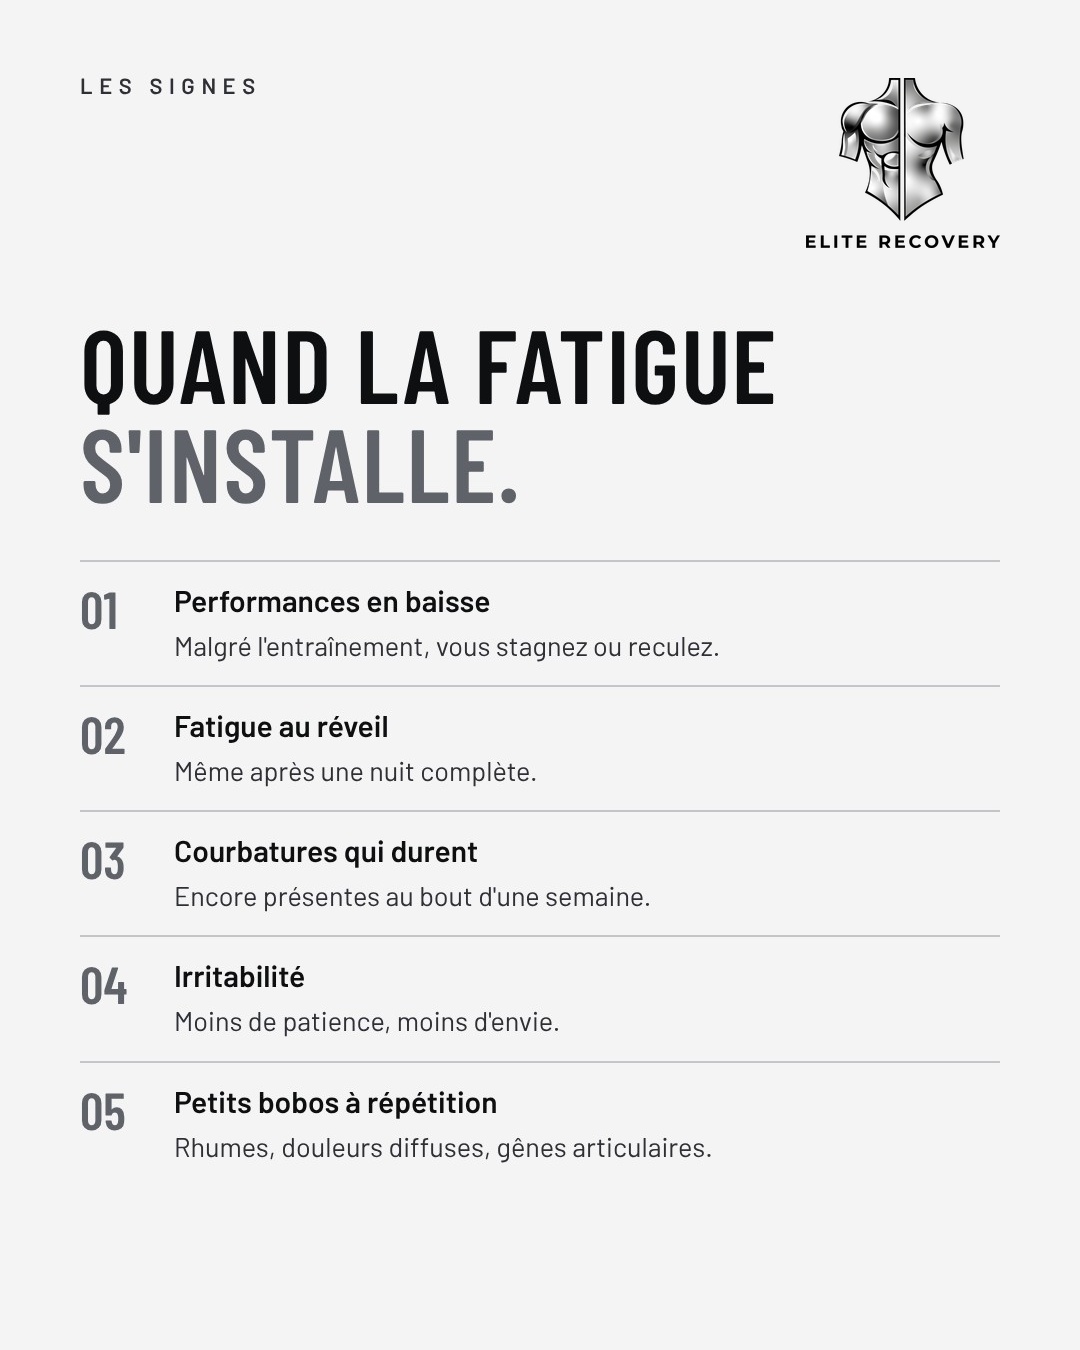 LES SIGNES
ELITE RECOVERY
QUAND LA FATIGUE
S'INSTALLE.
01
Performances en baisse
Malgré l'entraînement, vous stagnez ou reculez.
02
Fatigue au réveil
Même après une nuit complète.
03
Courbatures qui durent
Encore présentes au bout d'une semaine.
04
Irritabilité
Moins de patience, moins d'envie.
05
Petits bobos à répétition
Rhumes, douleurs diffuses, gênes articulaires.